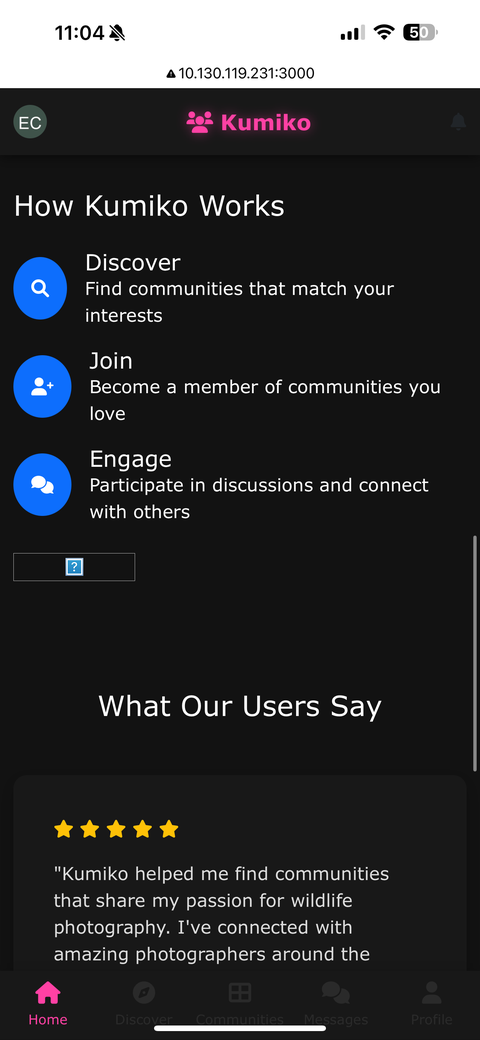 11:04
50
10.130.119.231:3000
EC
Kumiko
How Kumiko Works
Discover
Find communities that match your
interests
Join
Become a member of communities you
love
Engage
Participate in discussions and connect
with others
?
What Our Users Say
"Kumiko helped me find communities
that share my passion for wildlife
photography. I've connected with
amazing photographers around the
Home
Discover
Communities
Messages
Profile